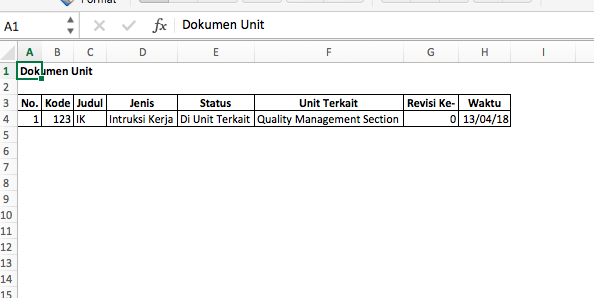 Format
A1 fx Dokumen Unit
A B C D E F G H I
1 Dokumen Unit
2
3 No. Kode Judul Jenis Status Unit Terkait Revisi Ke- Waktu
4 1 123 IK Intruksi Kerja Di Unit Terkait Quality Management Section 0 13/04/18
5
6
7
8
9
10
11
12
13
14
15